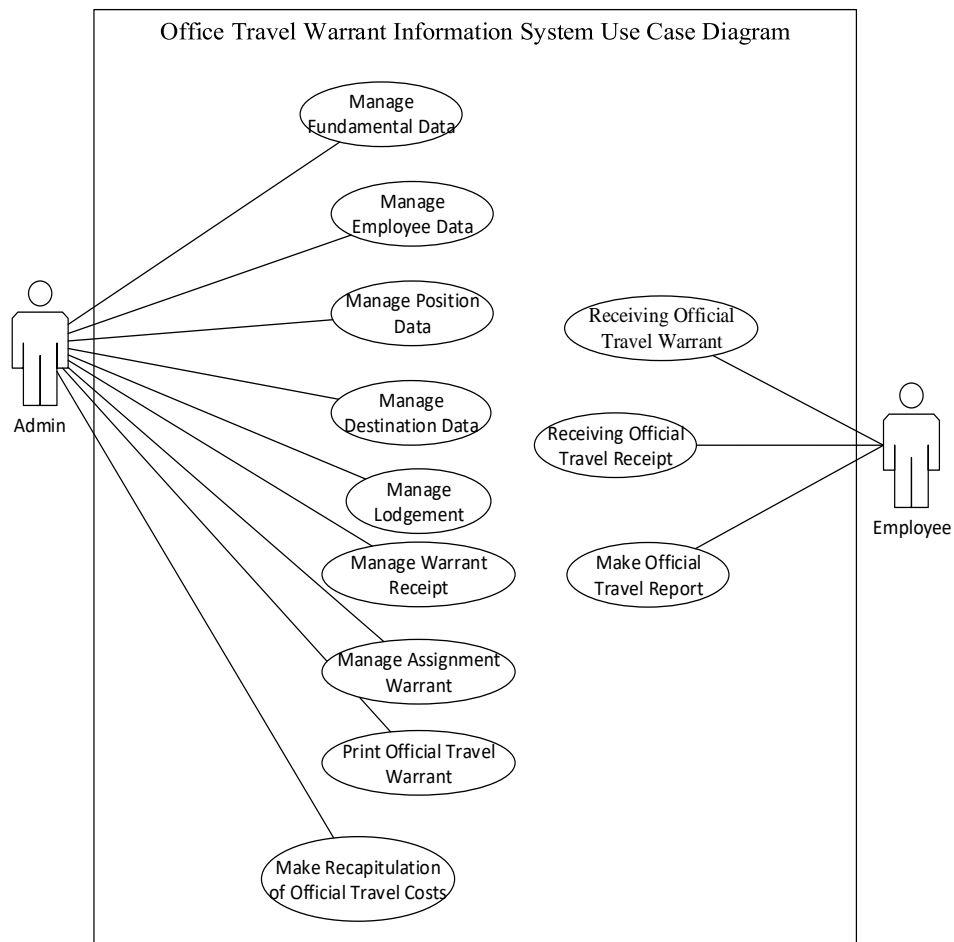 Office Travel Warrant Information System Use Case Diagram
Manage
Fundamental Data
Manage
Employee Data
Manage Position
Data
Manage
Destination Data
Manage
Lodgement
Manage Warrant
Receipt
Manage Assignment
Warrant
Print Official Travel
Warrant
Make Recapitulation
of Official Travel Costs
Admin
Receiving Official
Travel Warrant
Receiving Official
Travel Receipt
Make Official
Travel Report
Employee